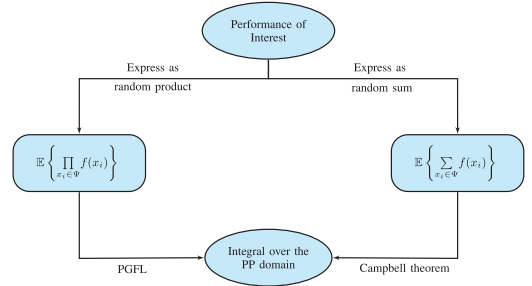 Performance of
Interest
Express as
random product
Express as
random sum
𝔼 { ∏ f(x_i) }
x_i∈Ψ
𝔼 { ∑ f(x_i) }
x_i∈Ψ
Integral over the
PP domain
PGFL
Campbell theorem